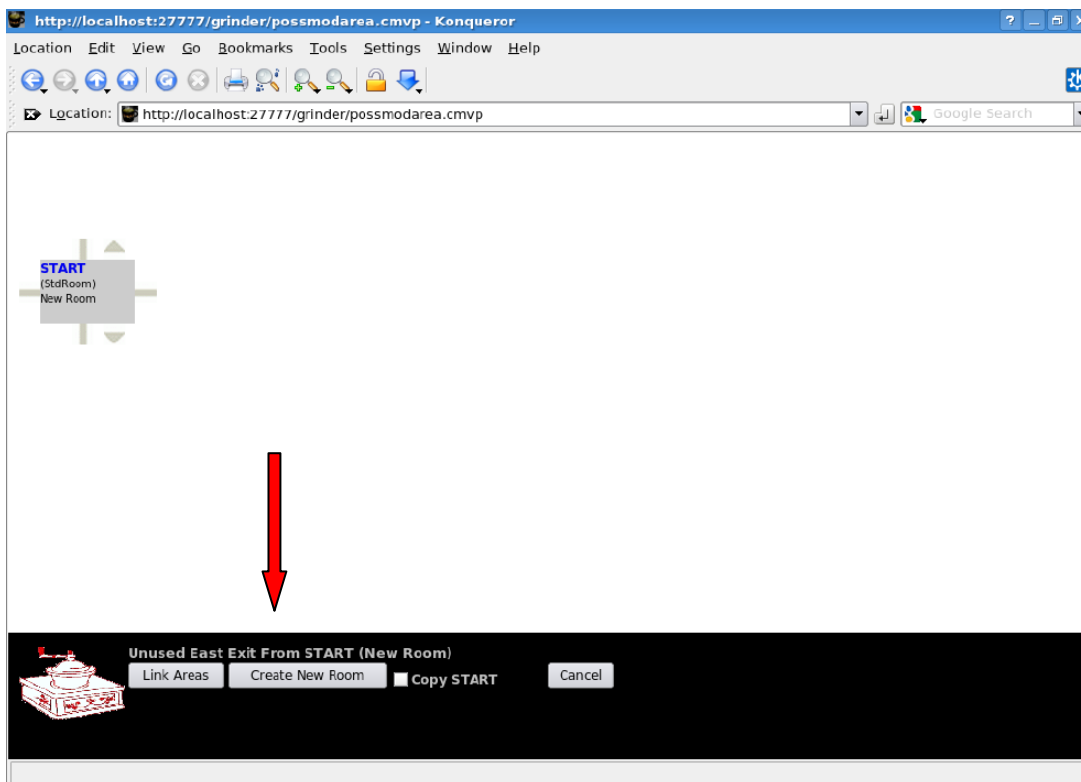 http://localhost:27777/grinder/possmodarea.cmvp - Konqueror
Location Edit View Go Bookmarks Tools Settings Window Help
Location: http://localhost:27777/grinder/possmodarea.cmvp Google Search
START
(StdRoom)
New Room
Unused East Exit From START (New Room)
Link Areas Create New Room Copy START Cancel